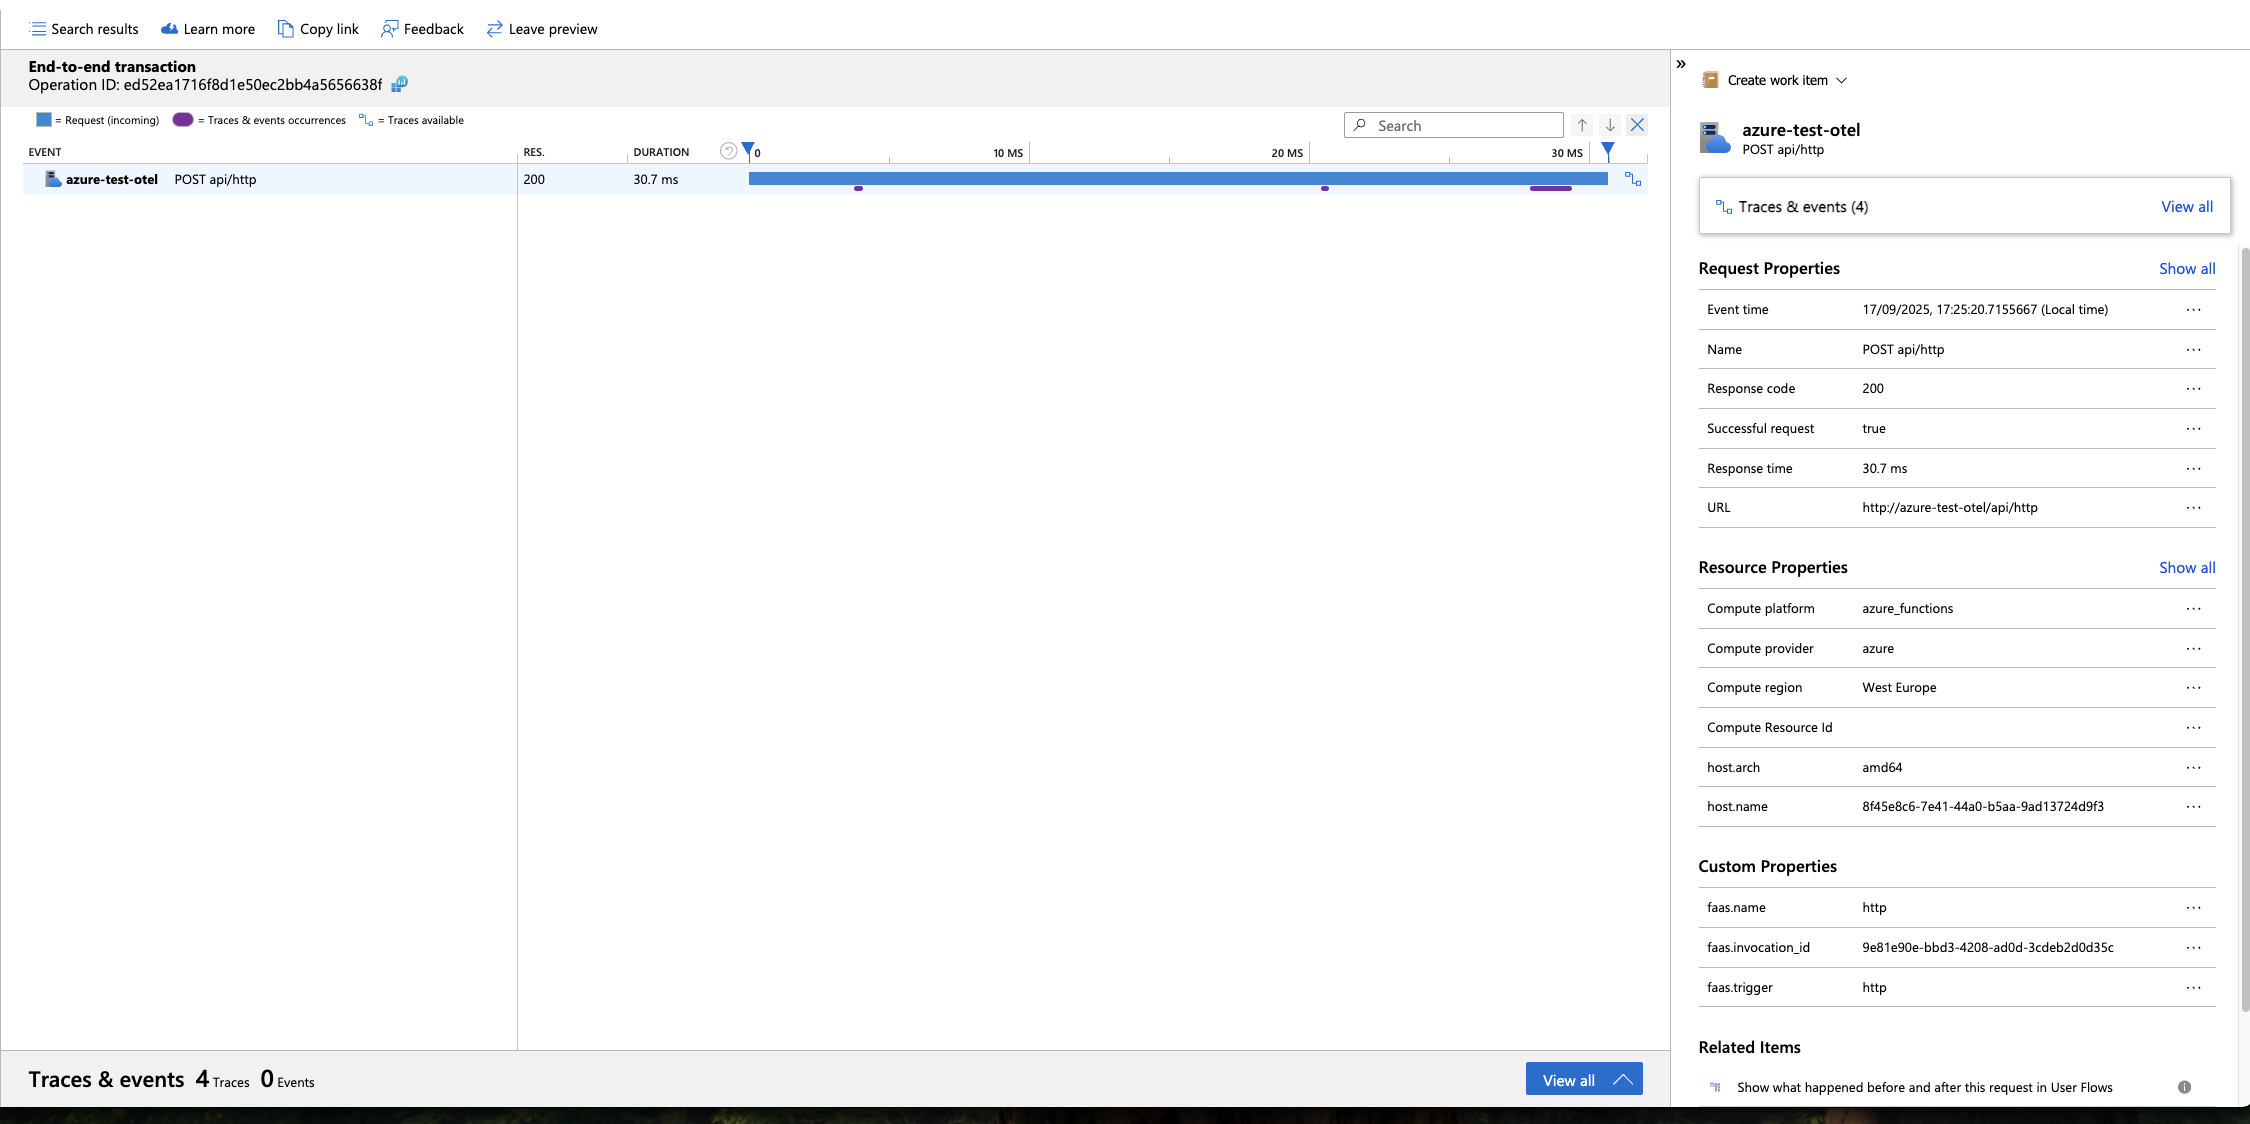 Search results Learn more Copy link Feedback Leave preview
End-to-end transaction
Operation ID: ed52ea1716f8d1e50ec2bb4a5656638f
= Request (incoming) = Traces & events occurrences = Traces available
Search
EVENT RES. DURATION 0 10 MS 20 MS 30 MS
azure-test-otel POST api/http 200 30.7 ms
Traces & events 4 Traces 0 Events
View all
»
Create work item
azure-test-otel
POST api/http
Traces & events (4) View all
Request Properties Show all
Event time 17/09/2025, 17:25:20.7155667 (Local time) ...
Name POST api/http ...
Response code 200 ...
Successful request true ...
Response time 30.7 ms ...
URL http://azure-test-otel/api/http ...
Resource Properties Show all
Compute platform azure_functions ...
Compute provider azure ...
Compute region West Europe ...
Compute Resource Id ...
host.arch amd64 ...
host.name 8f45e8c6-7e41-44a0-b5aa-9ad13724d9f3 ...
Custom Properties
faas.name http ...
faas.invocation_id 9e81e90e-bbd3-4208-ad0d-3cdeb2d0d35c ...
faas.trigger http ...
Related Items
Show what happened before and after this request in User Flows